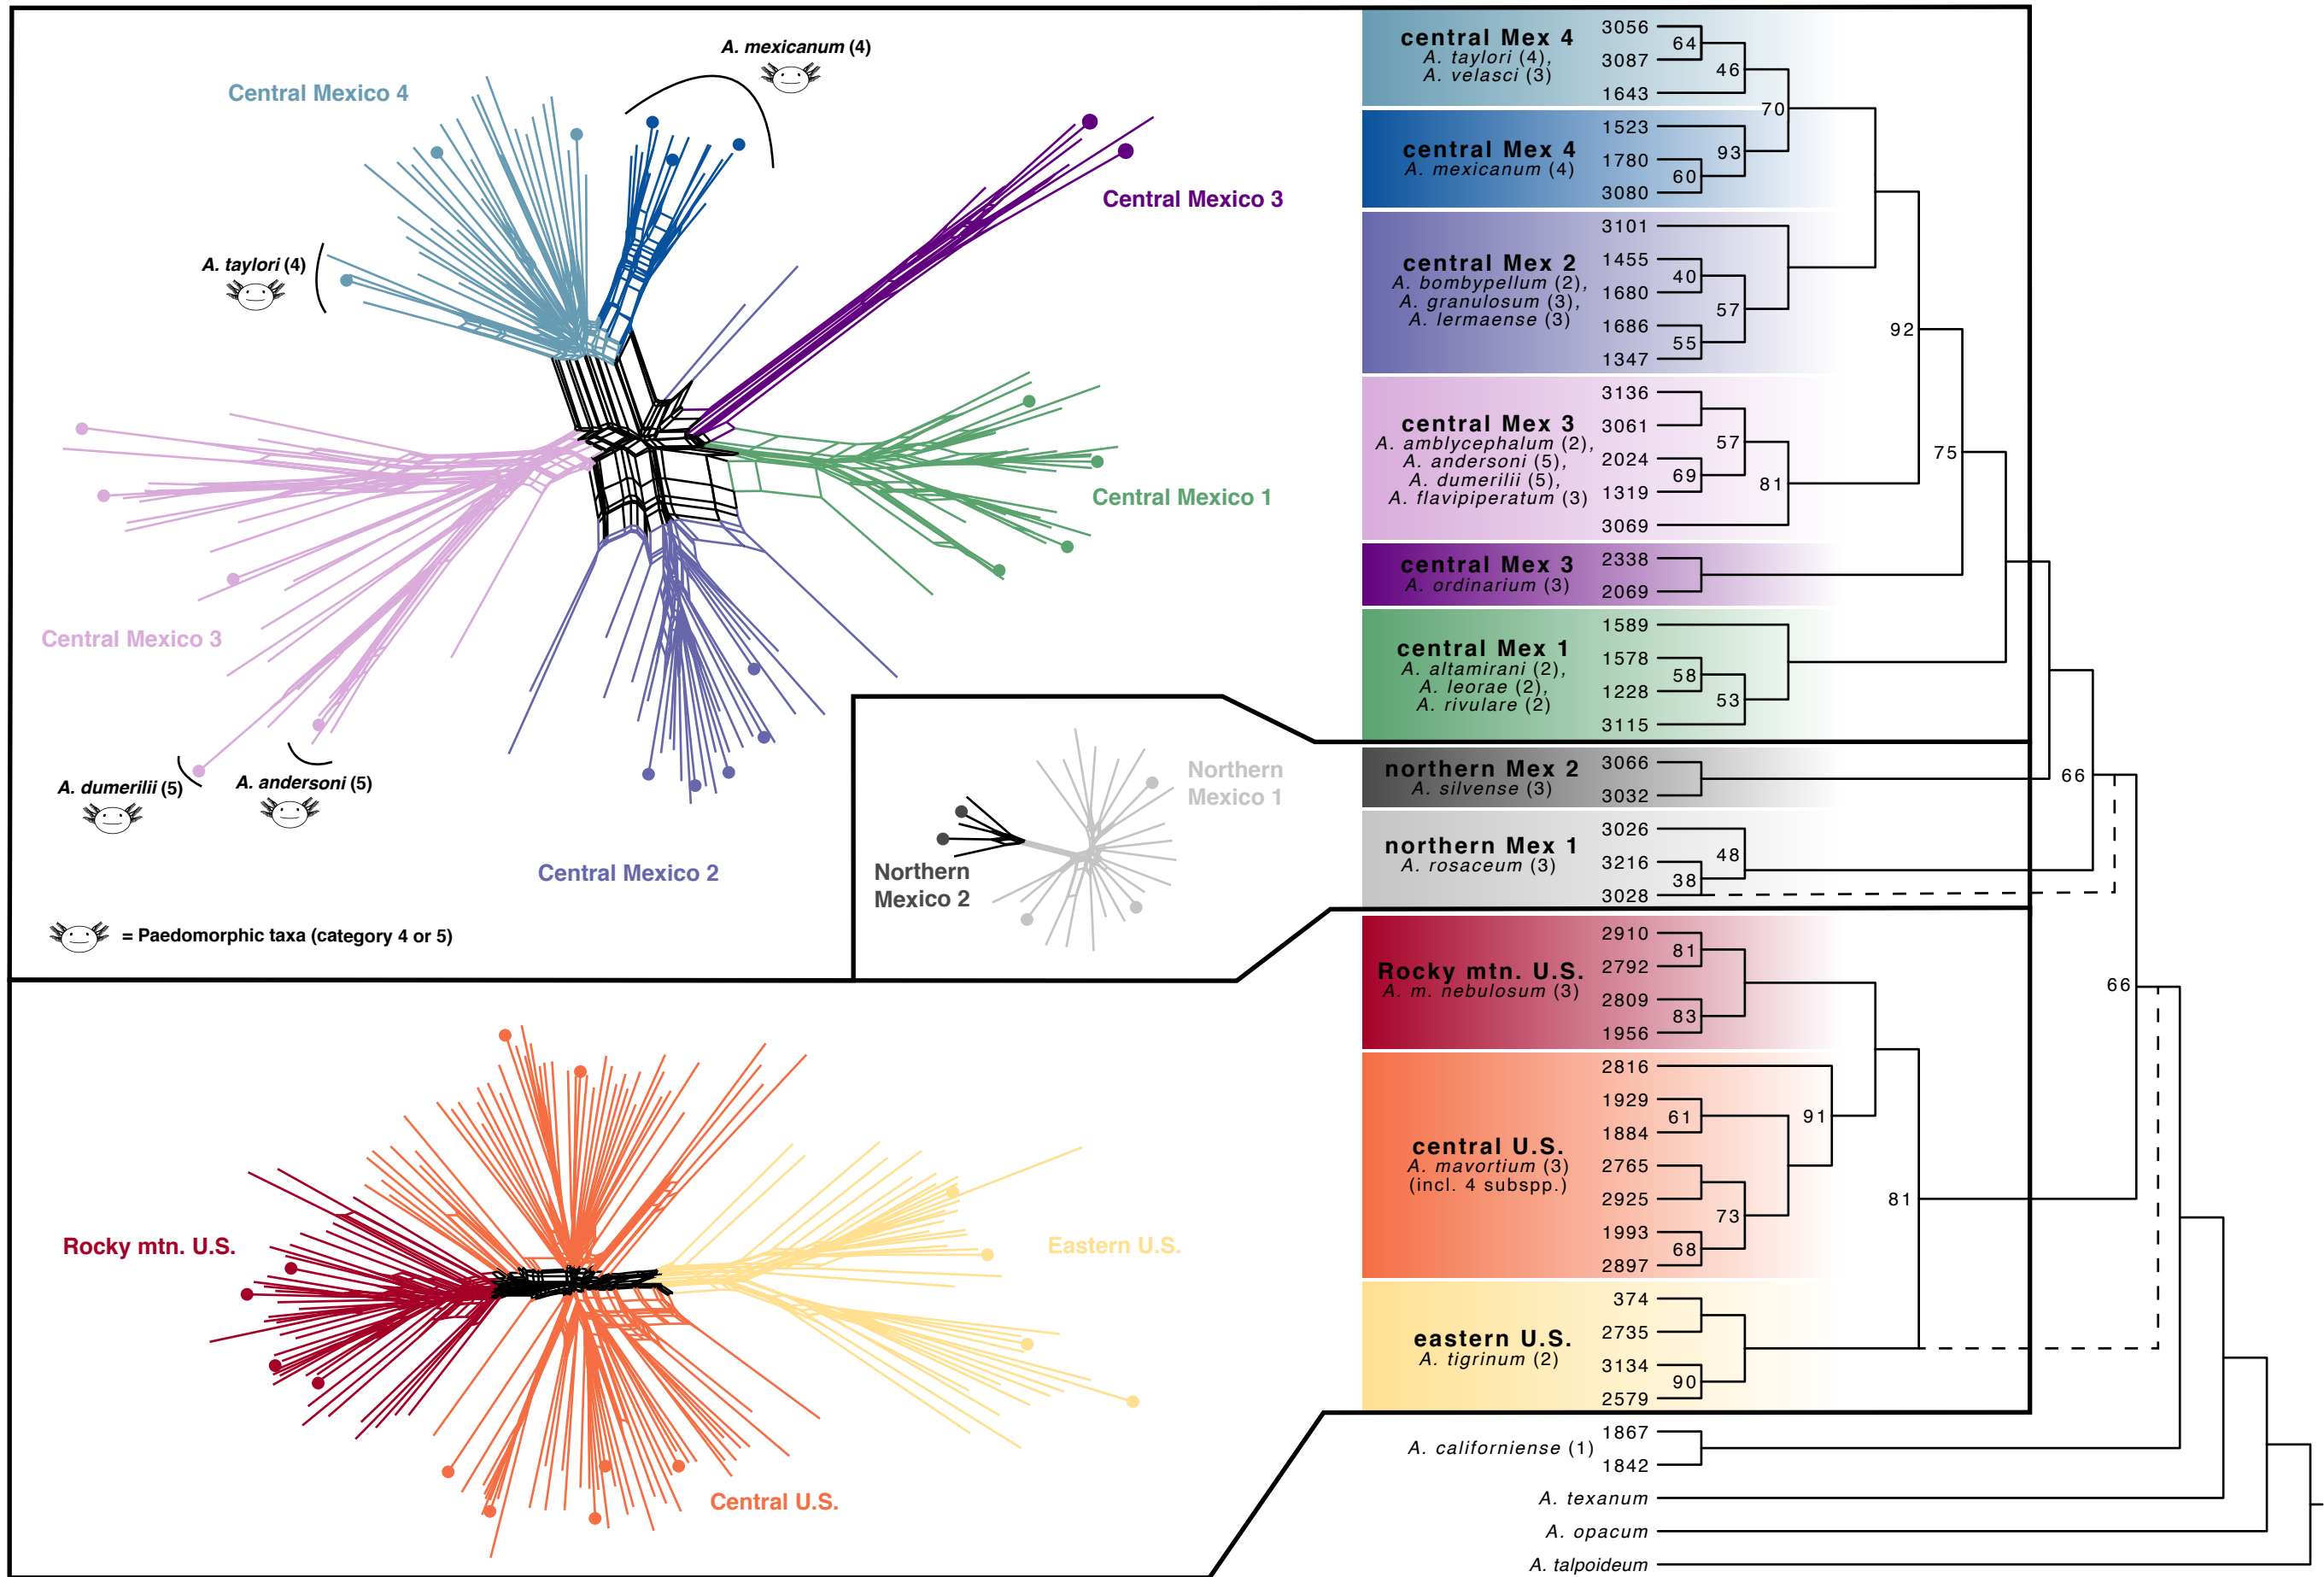 A. mexicanum (4)
Central Mexico 4
Central Mexico 3
A. taylori (4)
Central Mexico 1
Central Mexico 3
A. dumerilii (5)
A. andersoni (5)
Central Mexico 2
= Paedomorphic taxa (category 4 or 5)
Northern
Mexico 1
Northern
Mexico 2
Rocky mtn. U.S.
Eastern U.S.
Central U.S.
central Mex 4
A. taylori (4),
A. velasci (3)
3056
3087
1643
64
46
70
central Mex 4
A. mexicanum (4)
1523
1780
3080
93
60
central Mex 2
A. bombypellum (2),
A. granulosum (3),
A. lermaense (3)
3101
1455
1680
1686
1347
40
57
55
92
central Mex 3
A. amblycephalum (2),
A. andersoni (5),
A. dumerilii (5),
A. flavipiperatum (3)
3136
3061
2024
1319
3069
57
69
81
75
central Mex 3
A. ordinarium (3)
2338
2069
central Mex 1
A. altamirani (2),
A. leorae (2),
A. rivulare (2)
1589
1578
1228
3115
58
53
northern Mex 2
A. silvense (3)
3066
3032
66
northern Mex 1
A. rosaceum (3)
3026
3216
3028
48
38
Rocky mtn. U.S.
A. m. nebulosum (3)
2910
2792
2809
1956
81
83
66
central U.S.
A. mavortium (3)
(incl. 4 subspp.)
2816
1929
1884
2765
2925
1993
2897
61
91
73
68
81
eastern U.S.
A. tigrinum (2)
374
2735
3134
2579
90
A. californiense (1)
1867
1842
A. texanum
A. opacum
A. talpoideum